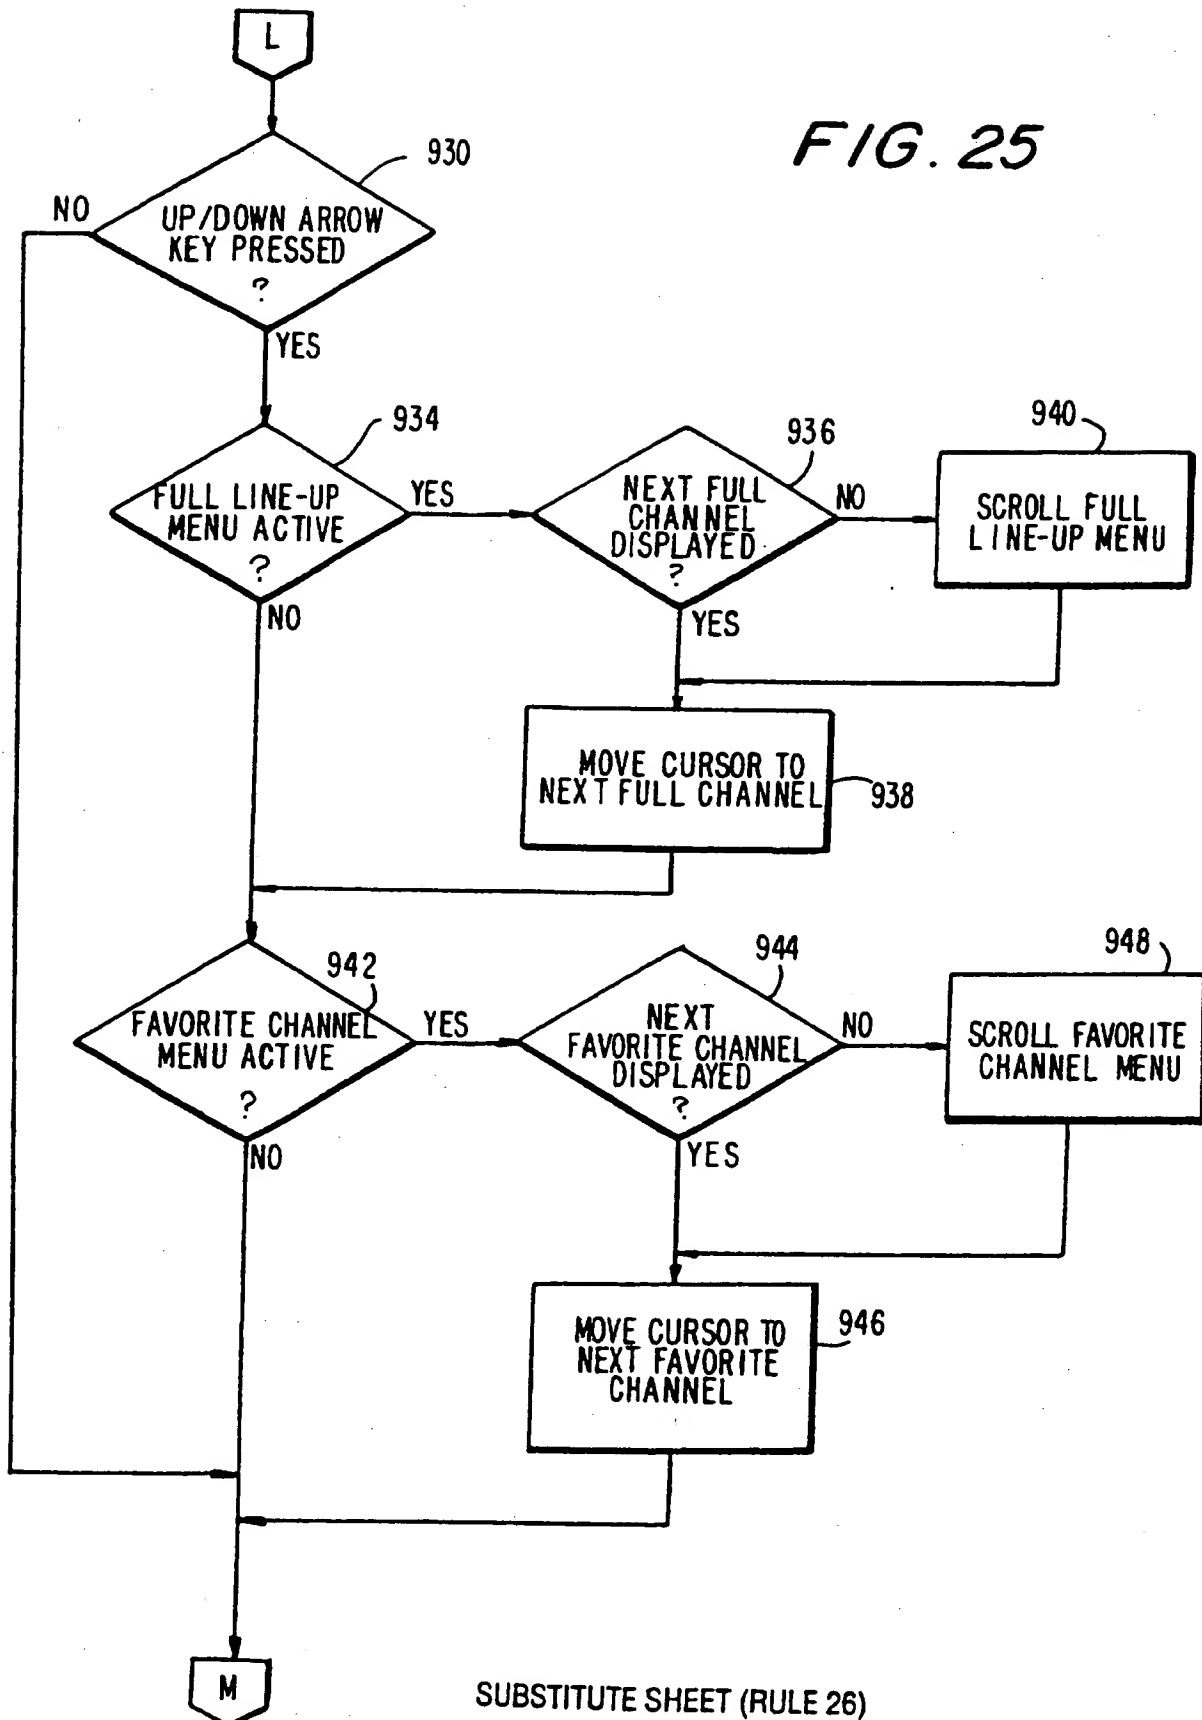 L
FIG. 25
930
NO
UP/DOWN ARROW
KEY PRESSED
?
YES
934
FULL LINE-UP
MENU ACTIVE
?
YES
NO
936
NEXT FULL
CHANNEL
DISPLAYED
?
NO
YES
940
SCROLL FULL
LINE-UP MENU
MOVE CURSOR TO
NEXT FULL CHANNEL
938
942
FAVORITE CHANNEL
MENU ACTIVE
?
YES
NO
944
NEXT
FAVORITE CHANNEL
DISPLAYED
?
NO
YES
948
SCROLL FAVORITE
CHANNEL MENU
MOVE CURSOR TO
NEXT FAVORITE
CHANNEL
946
M
SUBSTITUTE SHEET (RULE 26)